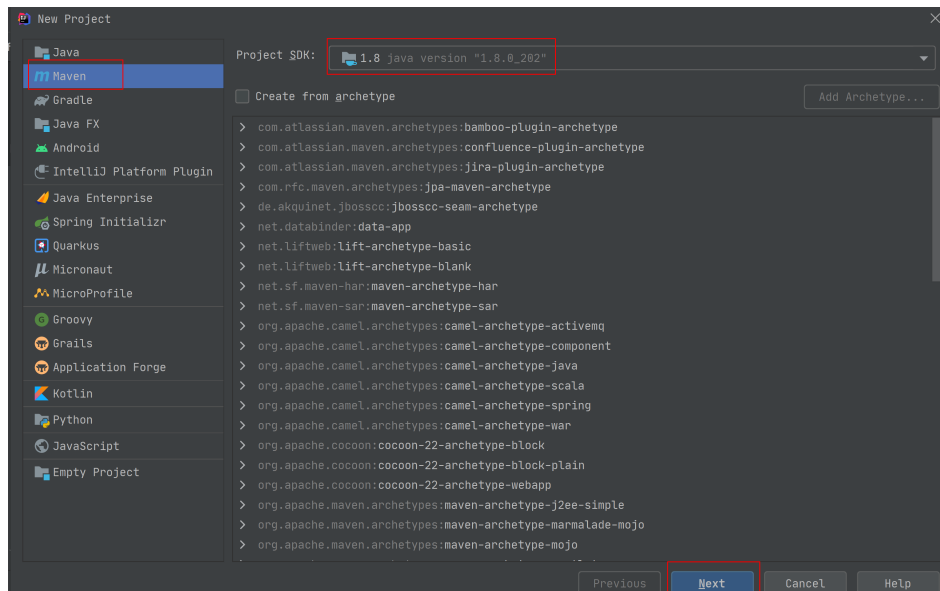 New Project
Java
Maven
Gradle
Java FX
Android
IntelliJ Platform Plugin
Java Enterprise
Spring Initializr
Quarkus
Micronaut
MicroProfile
Groovy
Grails
Application Forge
Kotlin
Python
JavaScript
Empty Project
Project SDK: 1.8 java version "1.8.0_202"
Create from archetype
Add Archetype...
com.atlassian.maven.archetypes:bamboo-plugin-archetype
com.atlassian.maven.archetypes:confluence-plugin-archetype
com.atlassian.maven.archetypes:jira-plugin-archetype
com.rfc.maven.archetypes:jpa-maven-archetype
de.akquinet.jbosscc:jbosscc-seam-archetype
net.databinder:data-app
net.liftweb:lift-archetype-basic
net.liftweb:lift-archetype-blank
net.sf.maven-har:maven-archetype-har
net.sf.maven-sar:maven-archetype-sar
org.apache.camel.archetypes:camel-archetype-activemq
org.apache.camel.archetypes:camel-archetype-component
org.apache.camel.archetypes:camel-archetype-java
org.apache.camel.archetypes:camel-archetype-scala
org.apache.camel.archetypes:camel-archetype-spring
org.apache.camel.archetypes:camel-archetype-war
org.apache.cocoon:cocoon-22-archetype-block
org.apache.cocoon:cocoon-22-archetype-block-plain
org.apache.cocoon:cocoon-22-archetype-webapp
org.apache.maven.archetypes:maven-archetype-j2ee-simple
org.apache.maven.archetypes:maven-archetype-marmalade-mojo
org.apache.maven.archetypes:maven-archetype-mojo
Previous
Next
Cancel
Help